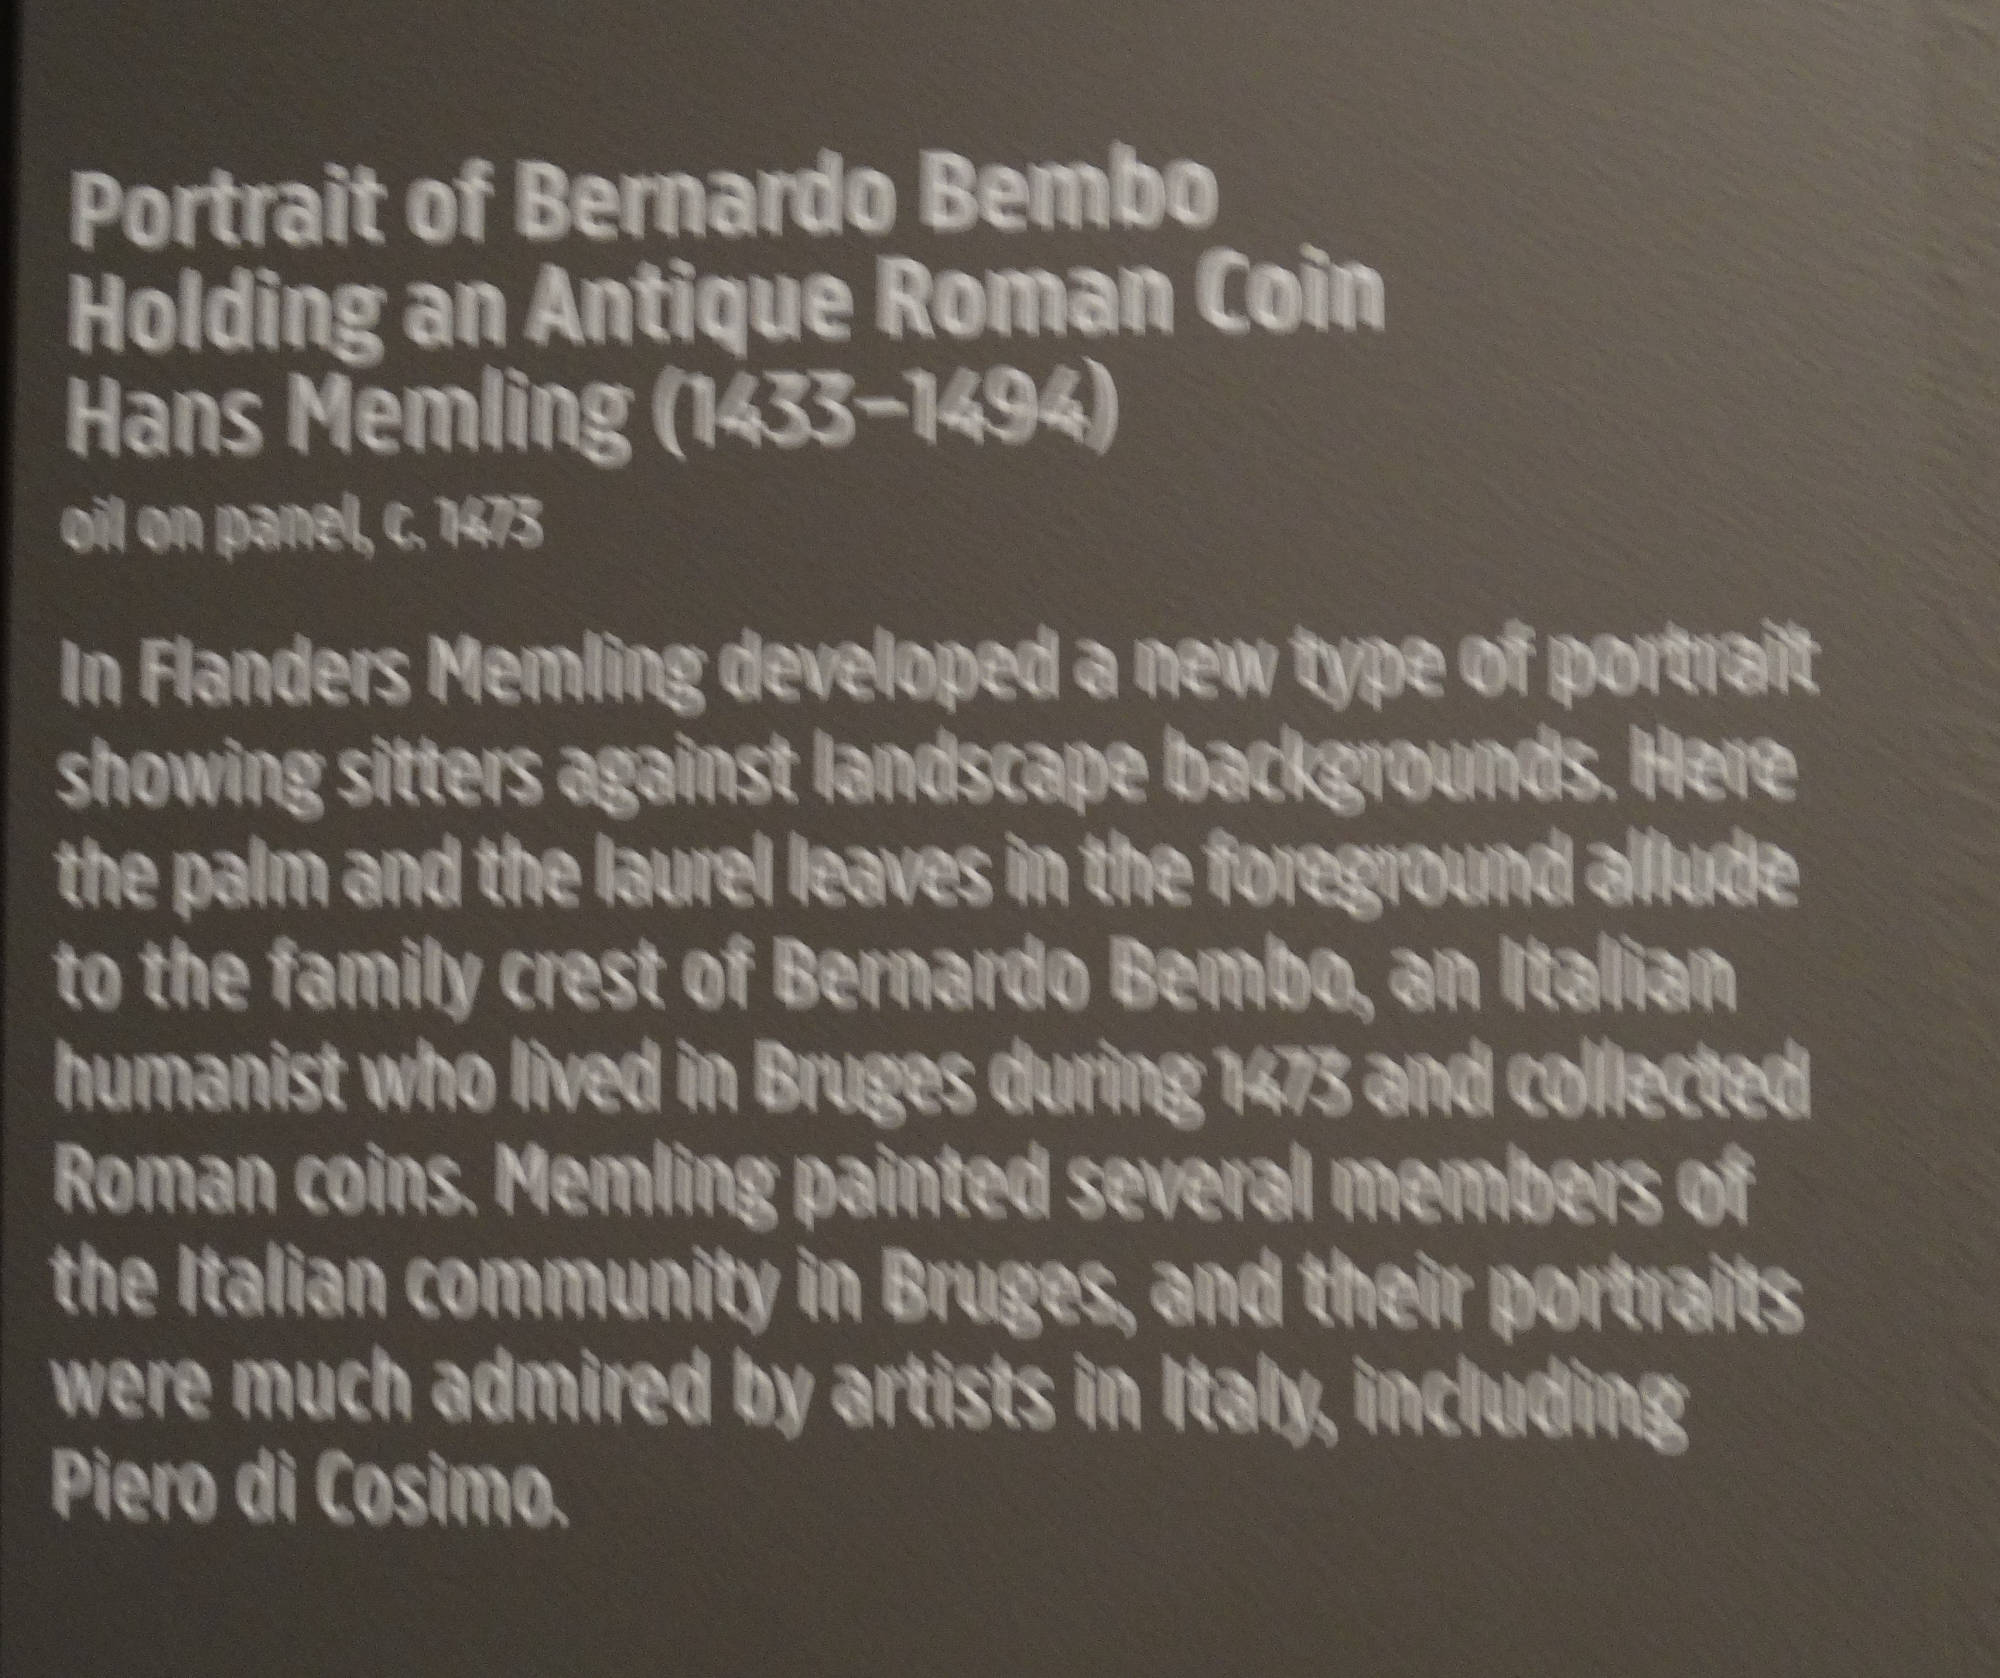 Portrait of Bernardo Bembo
Holding an Antique Roman Coin
Hans Memling (1433–1494)
oil on panel, c. 1473
In Flanders Memling developed a new type of portrait
showing sitters against landscape backgrounds. Here
the palm and the laurel leaves in the foreground allude
to the family crest of Bernardo Bembo, an Italian
humanist who lived in Bruges during 1473 and collected
Roman coins. Memling painted several members of
the Italian community in Bruges, and their portraits
were much admired by artists in Italy, including
Piero di Cosimo.